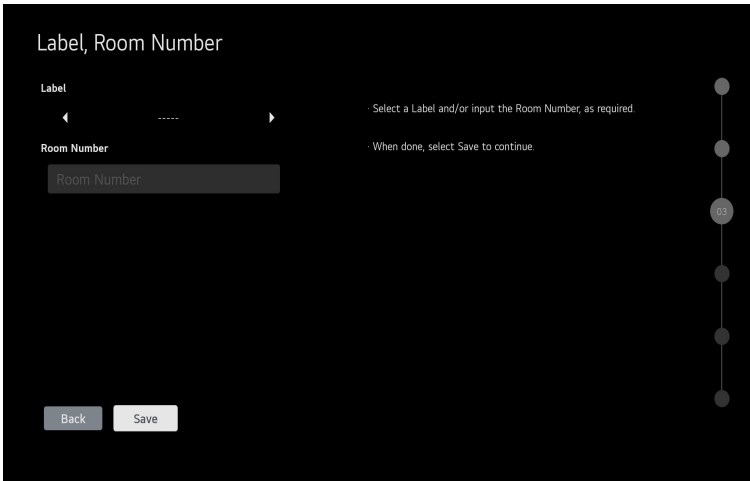 Label, Room Number
Label
-----
Room Number
Room Number
· Select a Label and/or input the Room Number, as required.
· When done, select Save to continue.
03
Back
Save